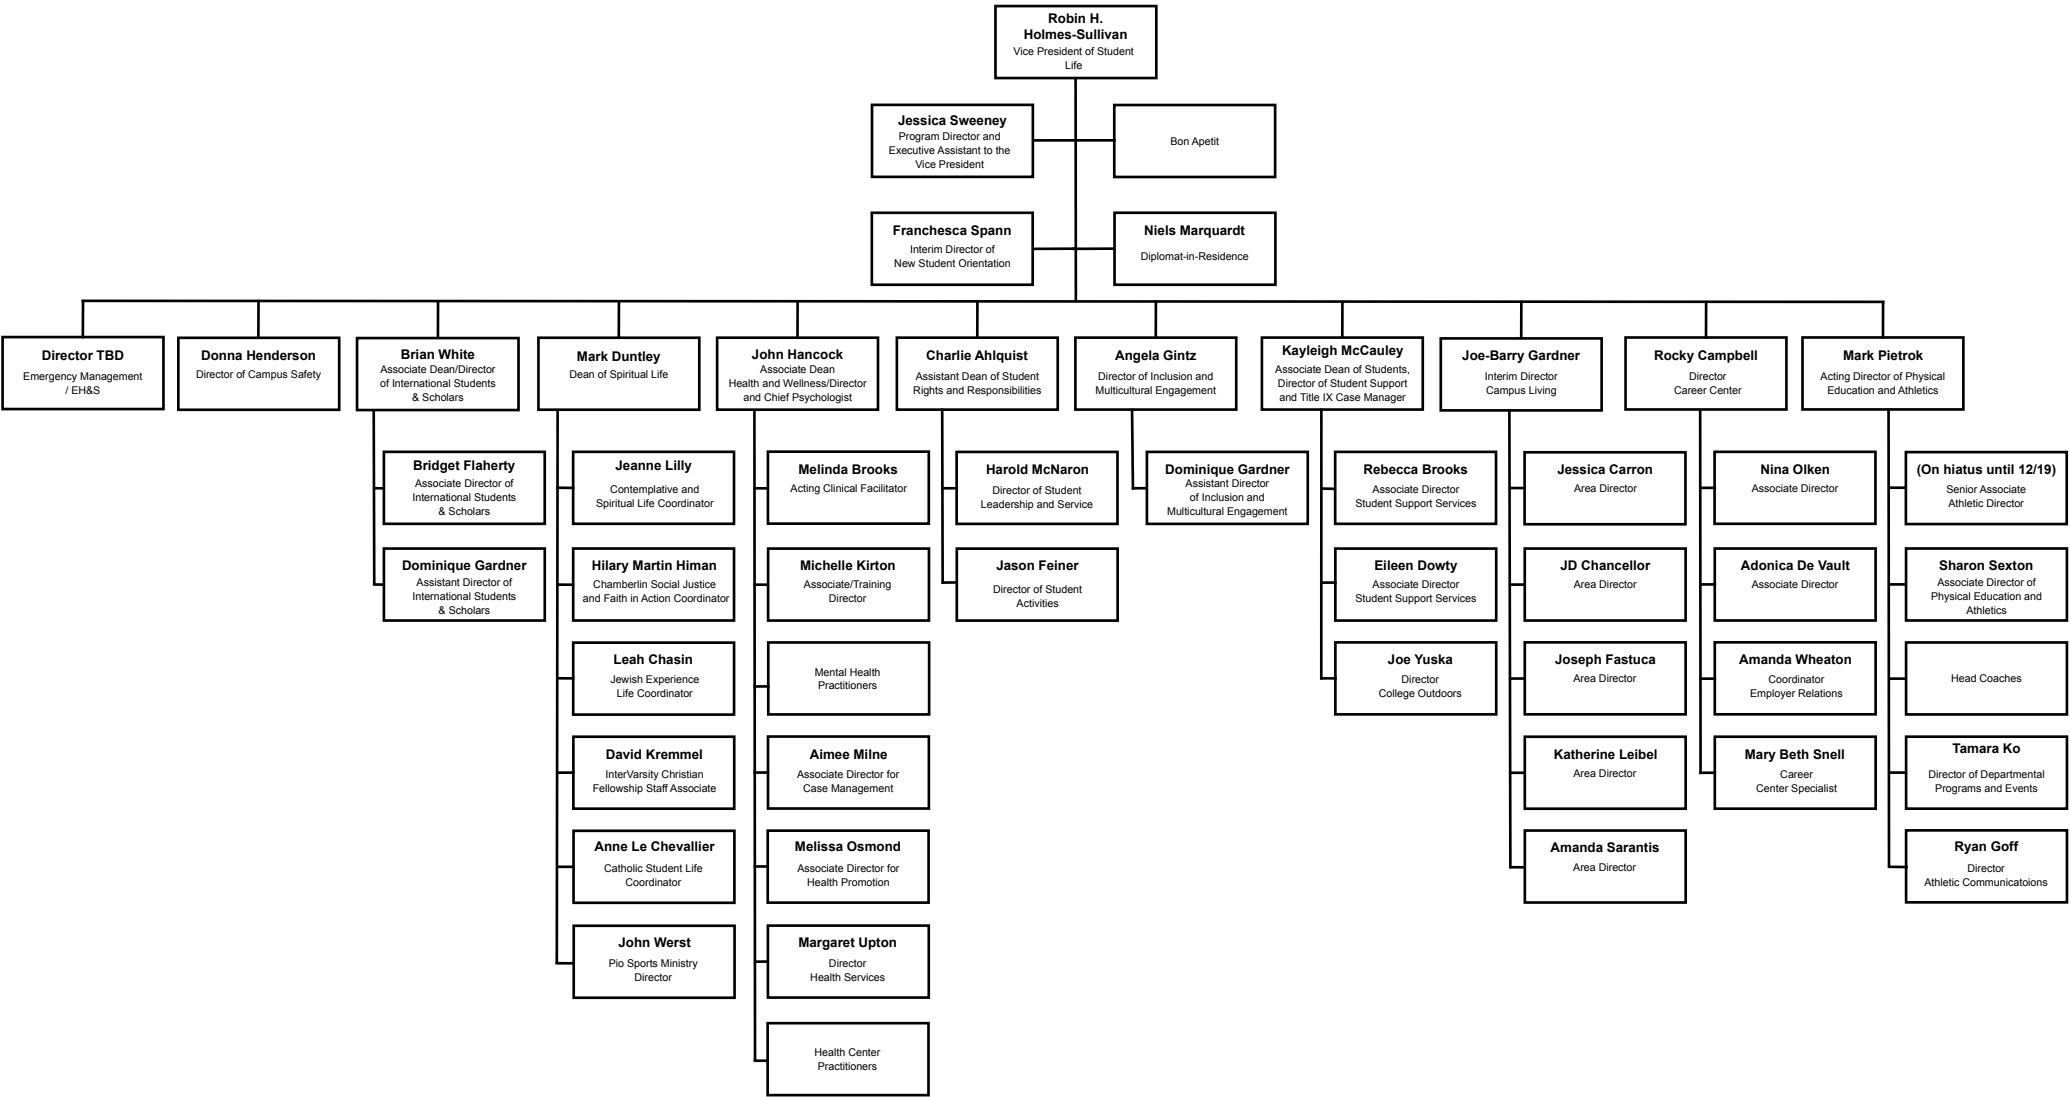 Robin H.
Holmes-Sullivan
Vice President of Student
Life
Jessica Sweeney
Program Director and
Executive Assistant to the
Vice President
Bon Apetit
Franchesca Spann
Interim Director of
New Student Orientation
Niels Marquardt
Diplomat-in-Residence
Director TBD
Emergency Management
/ EH&S
Donna Henderson
Director of Campus Safety
Brian White
Associate Dean/Director
of International Students
& Scholars
Mark Duntley
Dean of Spiritual Life
John Hancock
Associate Dean
Health and Wellness/Director
and Chief Psychologist
Charlie Ahlquist
Assistant Dean of Student
Rights and Responsibilities
Angela Gintz
Director of Inclusion and
Multicultural Engagement
Kayleigh McCauley
Associate Dean of Students,
Director of Student Support
and Title IX Case Manager
Joe-Barry Gardner
Interim Director
Campus Living
Rocky Campbell
Director
Career Center
Mark Pietrok
Acting Director of Physical
Education and Athletics
Bridget Flaherty
Associate Director of
International Students
& Scholars
Dominique Gardner
Assistant Director of
International Students
& Scholars
Jeanne Lilly
Contemplative and
Spiritual Life Coordinator
Hilary Martin Himan
Chamberlin Social Justice
and Faith in Action Coordinator
Leah Chasin
Jewish Experience
Life Coordinator
David Kremmel
InterVarsity Christian
Fellowship Staff Associate
Anne Le Chevallier
Catholic Student Life
Coordinator
John Werst
Pio Sports Ministry
Director
Melinda Brooks
Acting Clinical Facilitator
Michelle Kirton
Associate/Training
Director
Mental Health
Practitioners
Aimee Milne
Associate Director for
Case Management
Melissa Osmond
Associate Director for
Health Promotion
Margaret Upton
Director
Health Services
Health Center
Practitioners
Harold McNaron
Director of Student
Leadership and Service
Jason Feiner
Director of Student
Activities
Dominique Gardner
Assistant Director
of Inclusion and
Multicultural Engagement
Rebecca Brooks
Associate Director
Student Support Services
Eileen Dowty
Associate Director
Student Support Services
Joe Yuska
Director
College Outdoors
Jessica Carron
Area Director
JD Chancellor
Area Director
Joseph Fastuca
Area Director
Katherine Leibel
Area Director
Amanda Sarantis
Area Director
Nina Olken
Associate Director
Adonica De Vault
Associate Director
Amanda Wheaton
Coordinator
Employer Relations
Mary Beth Snell
Career
Center Specialist
(On hiatus until 12/19)
Senior Associate
Athletic Director
Sharon Sexton
Associate Director of
Physical Education and
Athletics
Head Coaches
Tamara Ko
Director of Departmental
Programs and Events
Ryan Goff
Director
Athletic Communicatoions